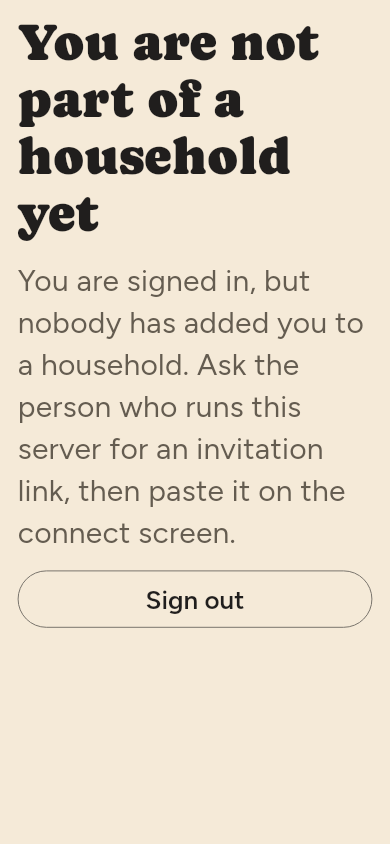 You are not
part of a
household
yet
You are signed in, but
nobody has added you to
a household. Ask the
person who runs this
server for an invitation
link, then paste it on the
connect screen.
Sign out